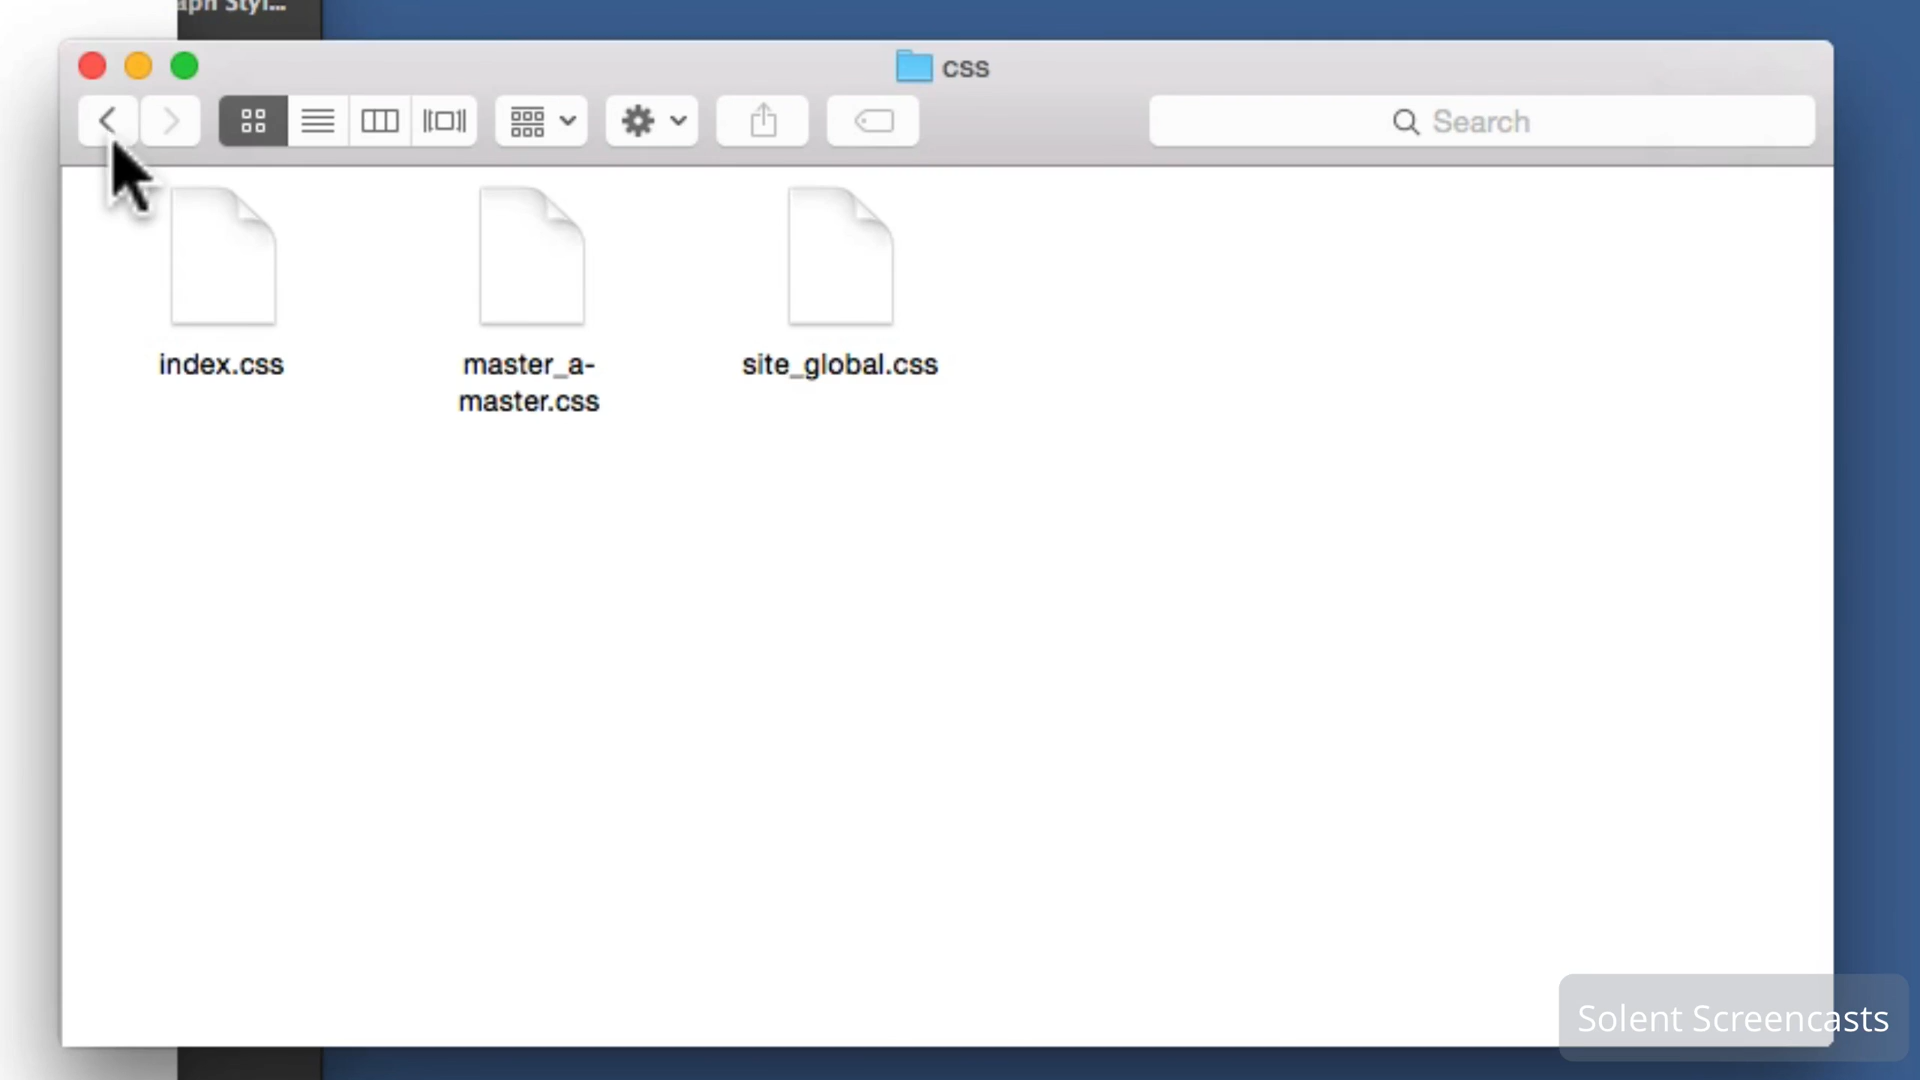 css
Search
index.css
master_a-
master.css
site_global.css
Solent Screencasts